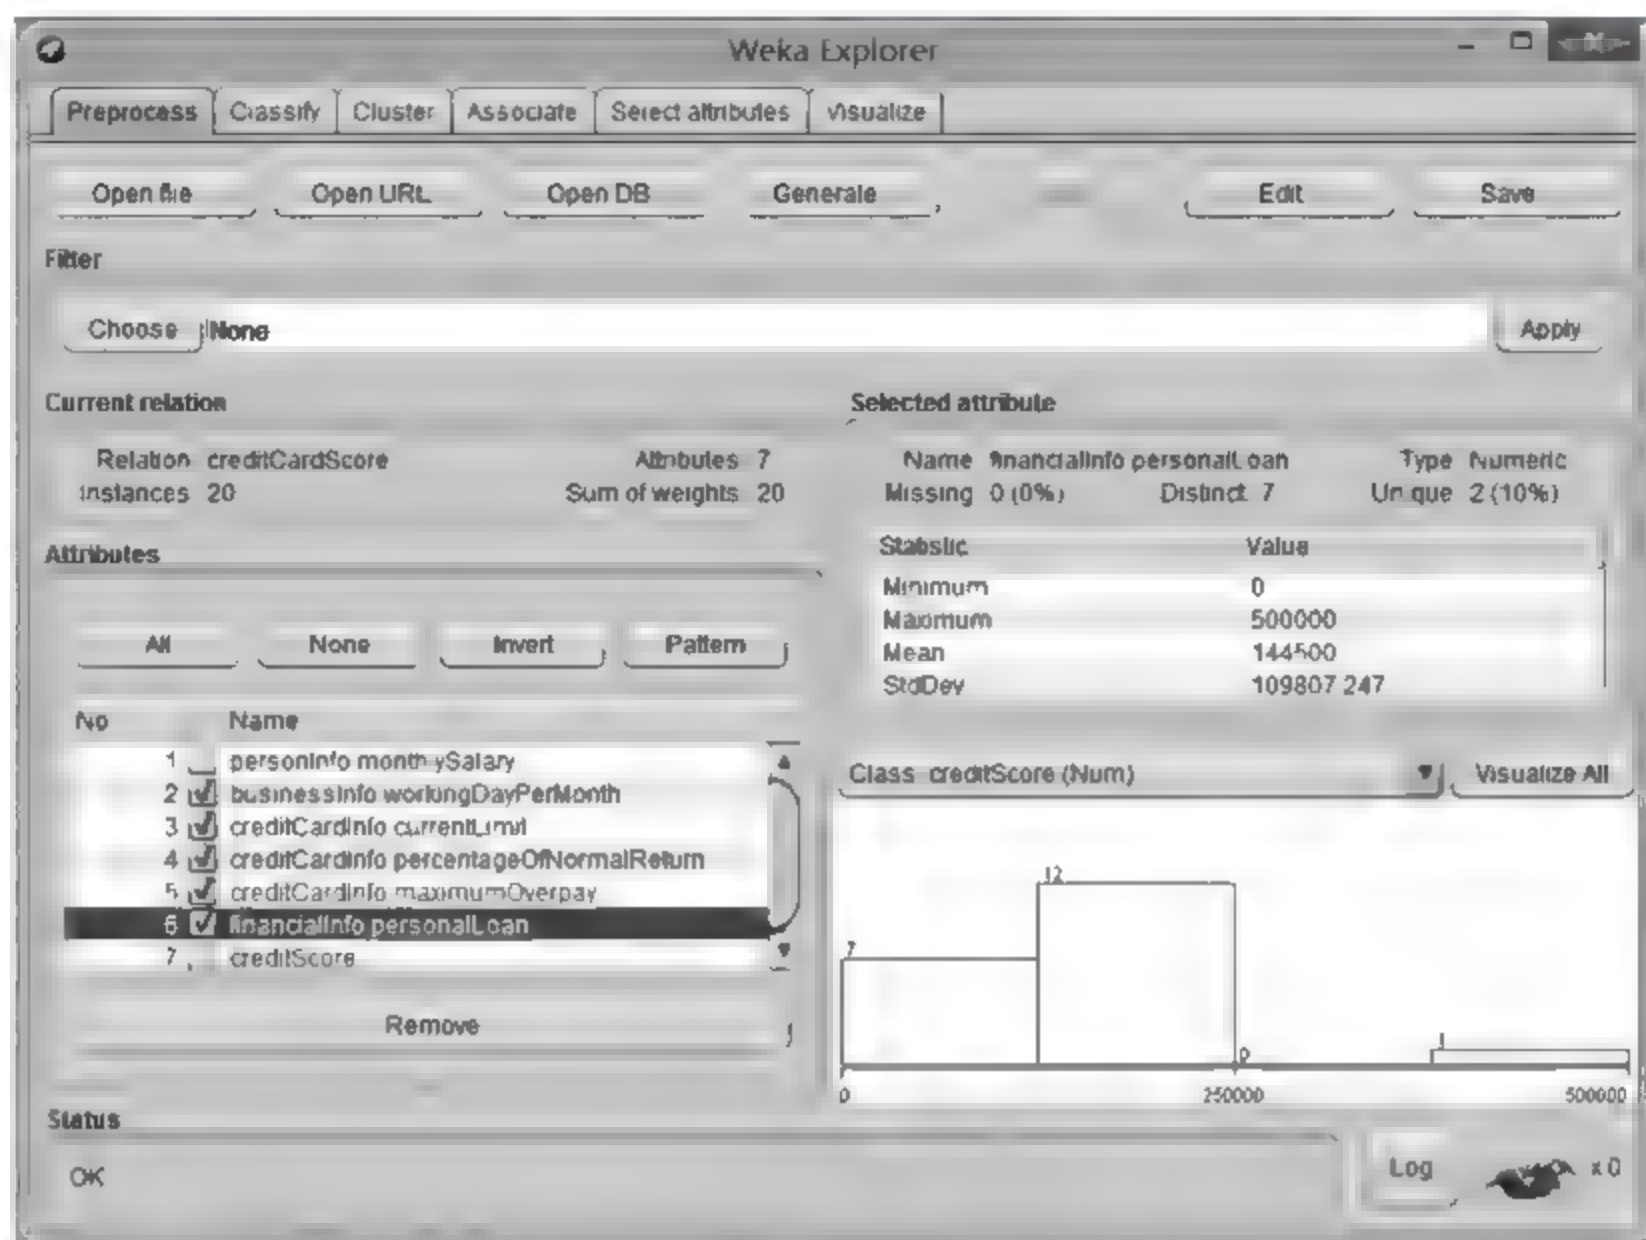 Weka Explorer
Preprocess Classify Cluster Associate Select attributes Visualize
Open file Open URL Open DB Generate Edit Save
Filter
Choose None Apply
Current relation
Relation creditCardScore Attributes 7
Instances 20 Sum of weights 20
Selected attribute
Name financialInfo personalLoan Type Numeric
Missing 0 (0%) Distinct 7 Unique 2 (10%)
Statistic Value
Minimum 0
Maximum 500000
Mean 144500
StdDev 109807 247
Attributes
All None Invert Pattern
No Name
1 personInfo monthlySalary
2 businessInfo workingDayPerMonth
3 creditCardInfo currentLimit
4 creditCardInfo percentageOfNormalReturn
5 creditCardInfo maximumOverpay
6 financialInfo personalLoan
7 creditScore
Remove
Class creditScore (Num) Visualize All
7
12
0
1
0 250000 500000
Status
OK
Log x 0